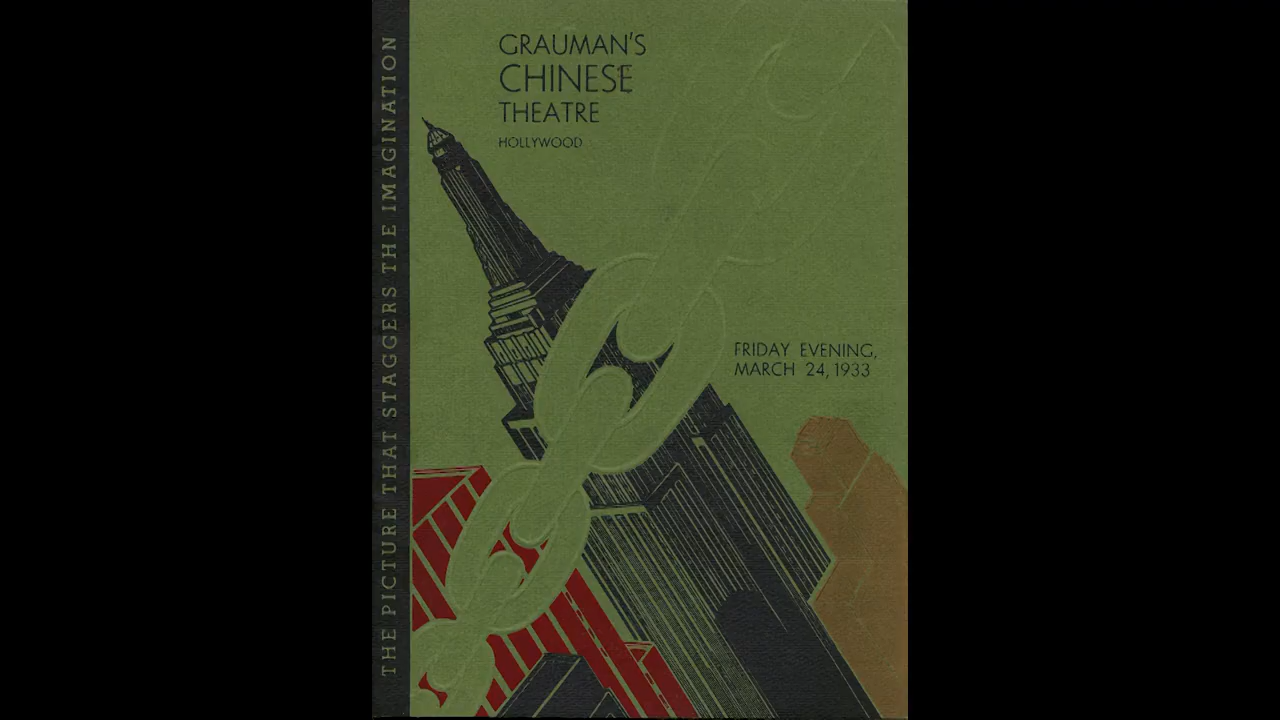 THE PICTURE THAT STAGGERS THE IMAGINATION
GRAUMAN'S
CHINESE
THEATRE
HOLLYWOOD
FRIDAY EVENING,
MARCH 24, 1933